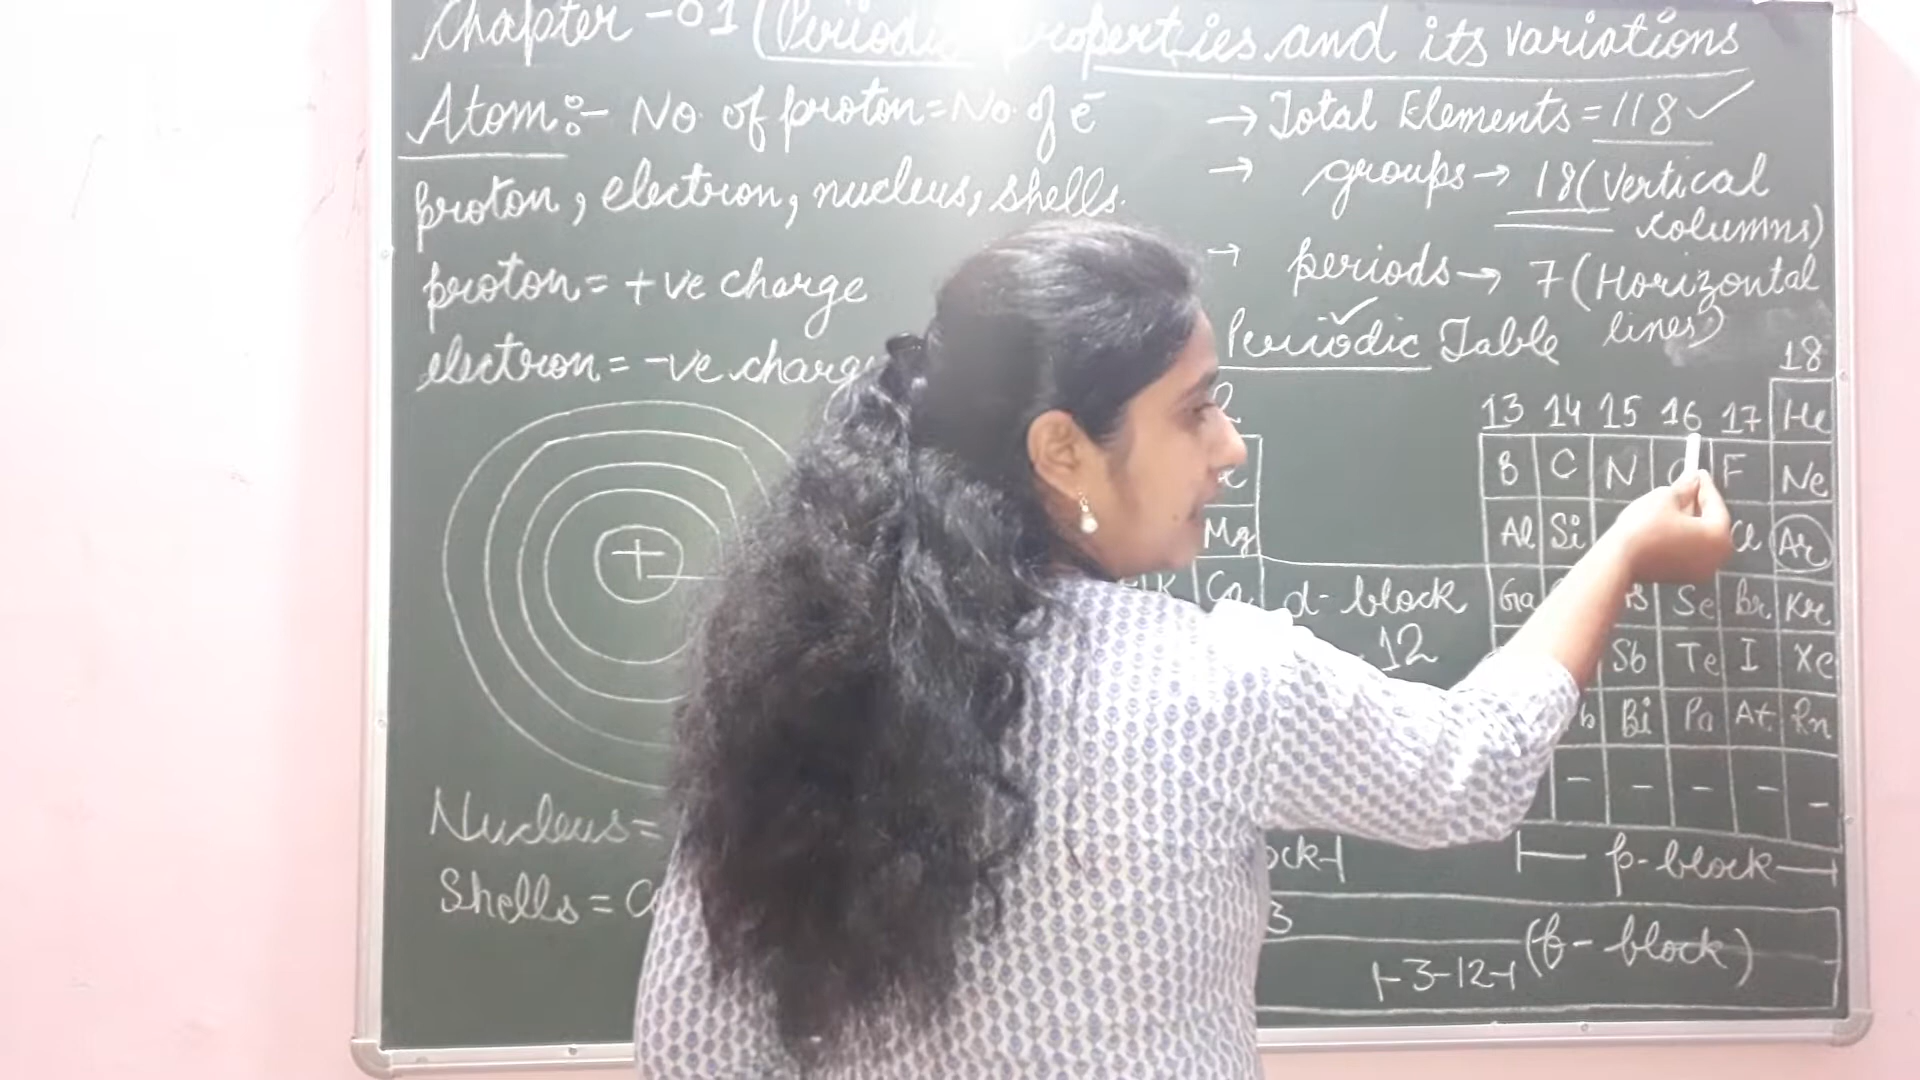 Chapter -01 (Periodic Properties and its variations
Atom:- No. of proton = No. of e⁻
proton, electron, nucleus, shells.
proton = +ve charge
electron = -ve charge
+
Nucleus =
Shells =
→ Total Elements = 118 ✓
→ groups → 18 (Vertical
columns)
→ periods → 7 (Horizontal
lines)
Periodic Table
18
13 14 15 16 17 He
B C N F Ne
Mg Al Si Cl Ar
Ca d-block Ga Se Br Kr
12 Sb Te I Xe
Bi Pa At Rn
- - - - -
p-block
3
3-12 (f-block)